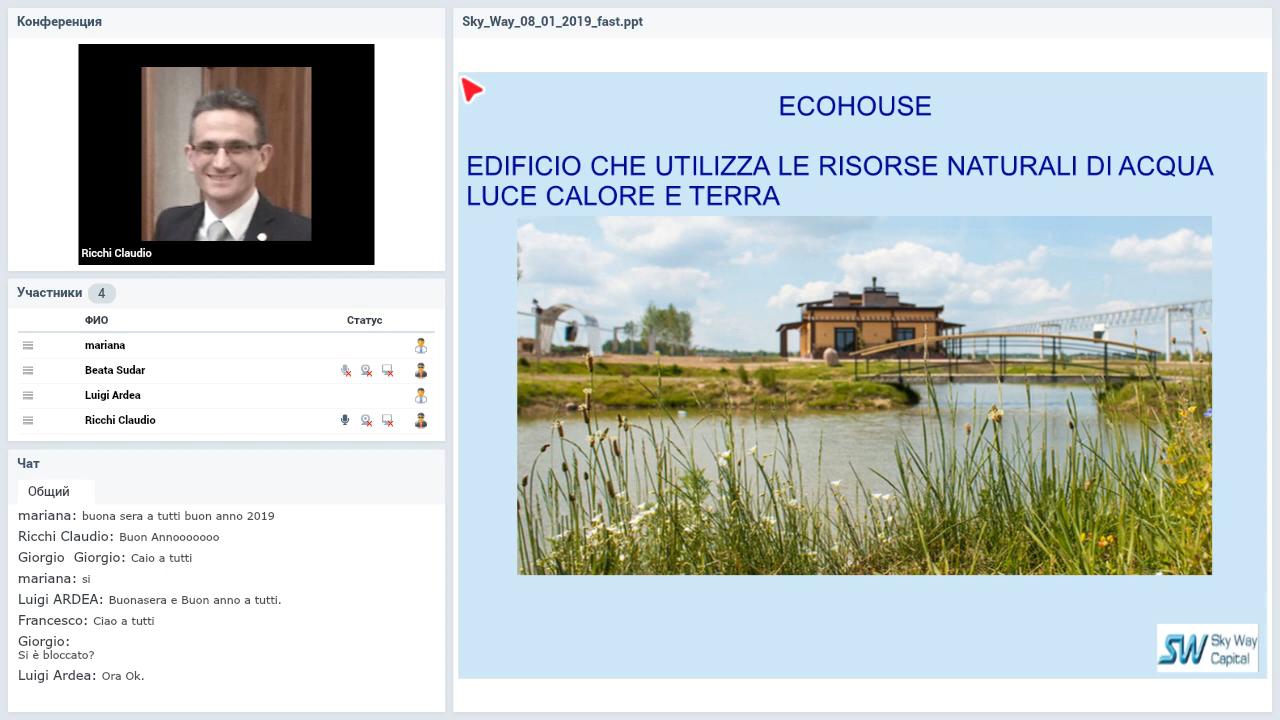 Конференция
Ricchi Claudio
Участники 4
ФИО Статус
mariana
Beata Sudar
Luigi Ardea
Ricchi Claudio
Чат
Общий
mariana: buona sera a tutti buon anno 2019
Ricchi Claudio: Buon Annooooooo
Giorgio Giorgio: Caio a tutti
mariana: si
Luigi ARDEA: Buonasera e Buon anno a tutti.
Francesco: Ciao a tutti
Giorgio:
Si è bloccato?
Luigi Ardea: Ora Ok.
Sky_Way_08_01_2019_fast.ppt
ECOHOUSE
EDIFICIO CHE UTILIZZA LE RISORSE NATURALI DI ACQUA
LUCE CALORE E TERRA
SW Sky Way
Capital